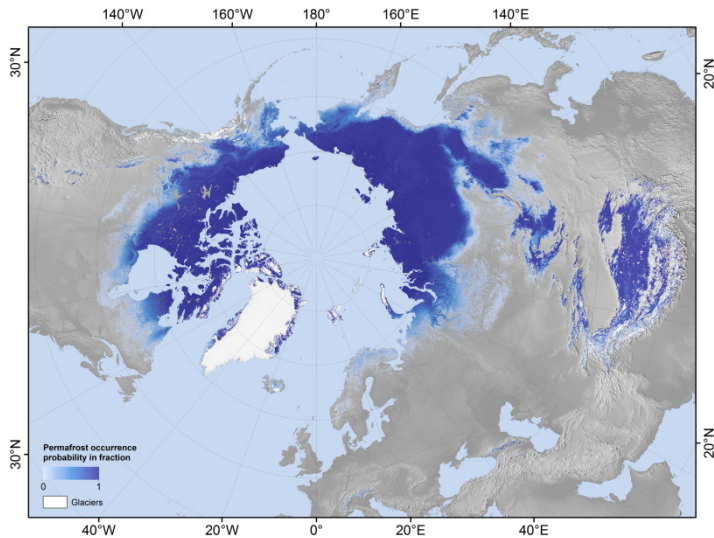 140°W 160°W 180° 160°E 140°E
30°N
20°N
20°N
30°N
Permafrost occurrence
probability in fraction
0 1
Glaciers
40°W 20°W 0° 20°E 40°E